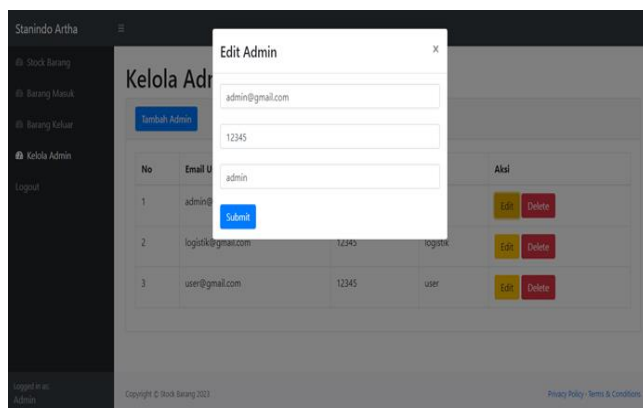 Stanindo Artha
Stock Barang
Barang Masuk
Barang Keluar
Kelola Admin
Logout
Logged in as:
Admin
Kelola Adm
Tambah Admin
No Email U Aksi
1 admin@ Edit Delete
2 logistik@gmail.com 12345 logistik Edit Delete
3 user@gmail.com 12345 user Edit Delete
Edit Admin x
admin@gmail.com
12345
admin
Submit
Copyright © Stock Barang 2023 Privacy Policy · Terms & Conditions